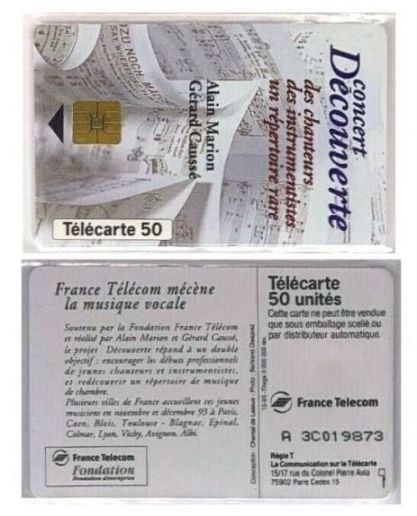 DZU NOCH MA
concert
Découverte
des chanteurs
des instrumentistes
un répertoire rare
Alain Marion
Gérard Caussé
Télécarte 50
France Télécom mécène
la musique vocale
Soutenu par la Fondation France Télécom
et réalisé par Alain Marion et Gérard Caussé,
le projet Découverte répond à un double
objectif : encourager les débuts professionnels
de jeunes chanteurs et instrumentistes,
et redécouvrir un répertoire de musique
de chambre.
Plusieurs villes de France accueillent ces jeunes
musiciens en novembre et décembre 93 à Paris,
Caen, Blois, Toulouse - Blagnac, Epinal,
Colmar, Lyon, Vichy, Avignon, Albi.
France Telecom
Fondation
Fondation d'entreprise
Télécarte
50 unités
Cette carte ne peut être vendue
que sous emballage scellé ou
par distributeur automatique.
France Telecom
A 3C019873
Régie T
La Communication sur la Télécarte
15/17 rue du Colonel Pierre Avia
75902 Paris Cedex 15